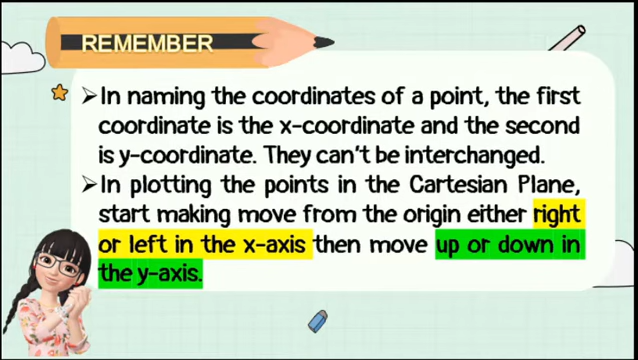 REMEMBER
➢In naming the coordinates of a point, the first
coordinate is the x-coordinate and the second
is y-coordinate. They can't be interchanged.
➢In plotting the points in the Cartesian Plane,
start making move from the origin either right
or left in the x-axis then move up or down in
the y-axis.